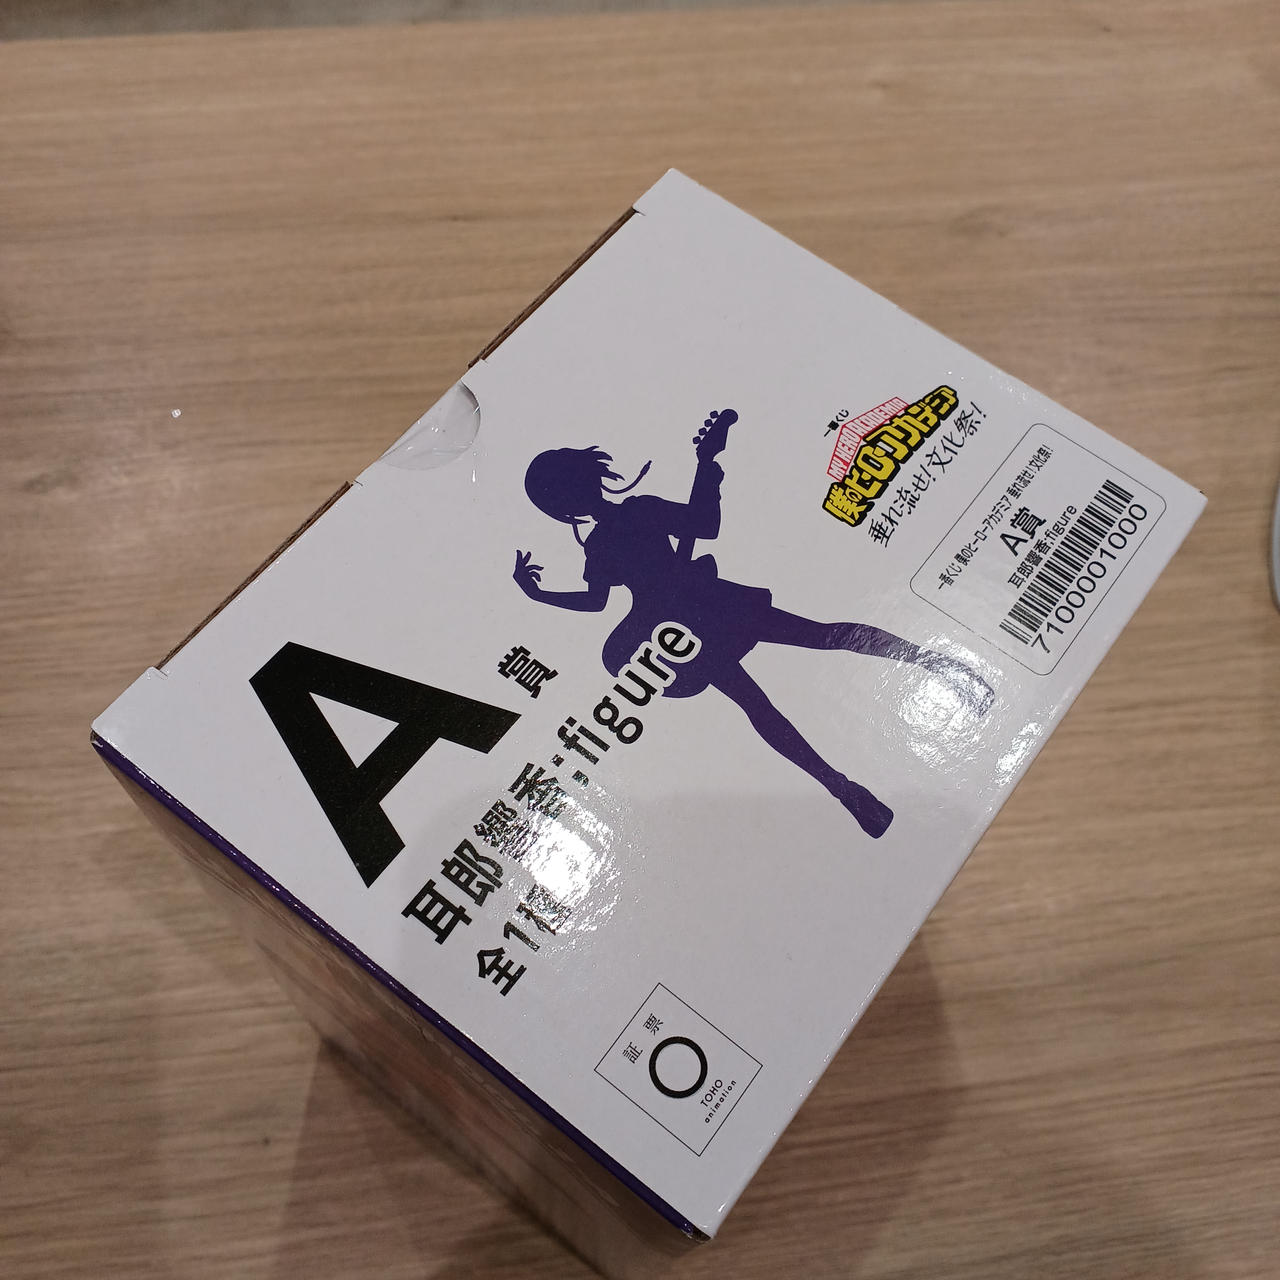 一番くじ
MY HERO ACADEMIA
僕のヒーローアカデミア
垂れ流せ!文化祭!
一番くじ 僕のヒーローアカデミア 垂れ流せ!文化祭!
A賞
耳郎響香;figure
7100001000
A賞
耳郎響香;figure
全1種
証票
TOHO
animation